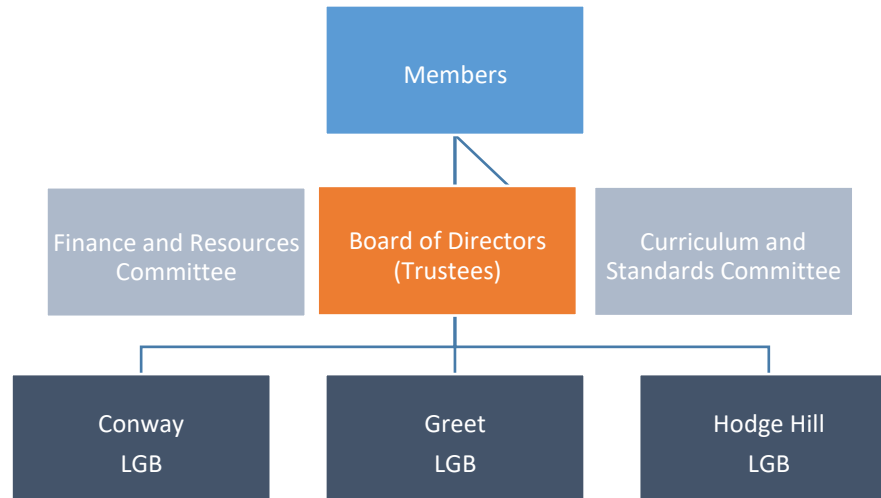 Members
Finance and Resources
Committee
Board of Directors
(Trustees)
Curriculum and
Standards Committee
Conway
LGB
Greet
LGB
Hodge Hill
LGB